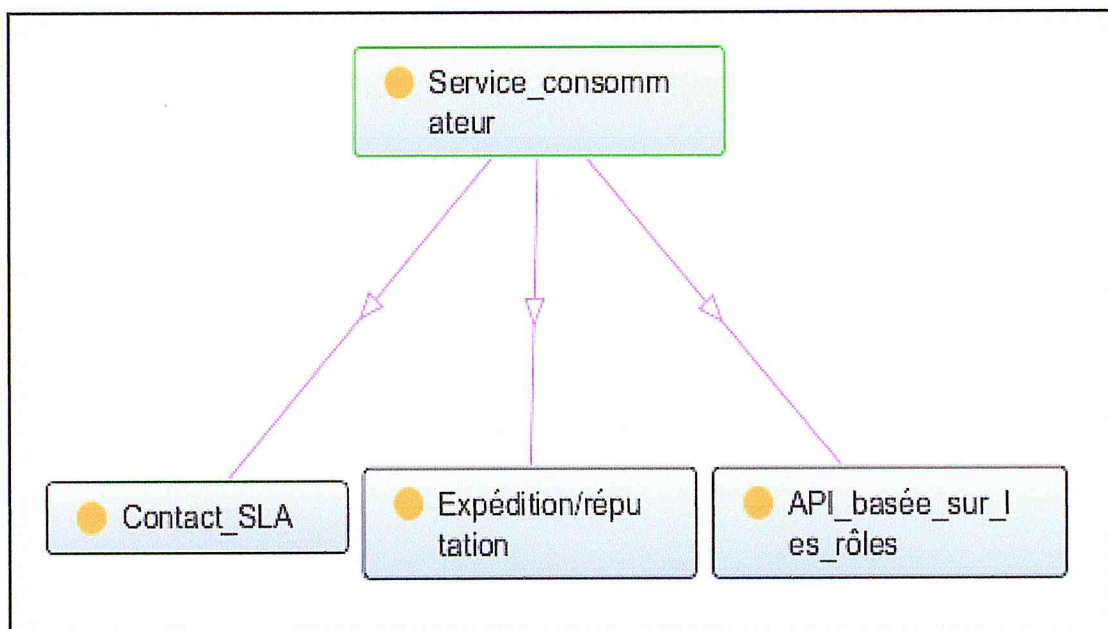 Service_consomm
ateur
Contact_SLA
Expédition/répu
tation
API_basée_sur_l
es_rôles